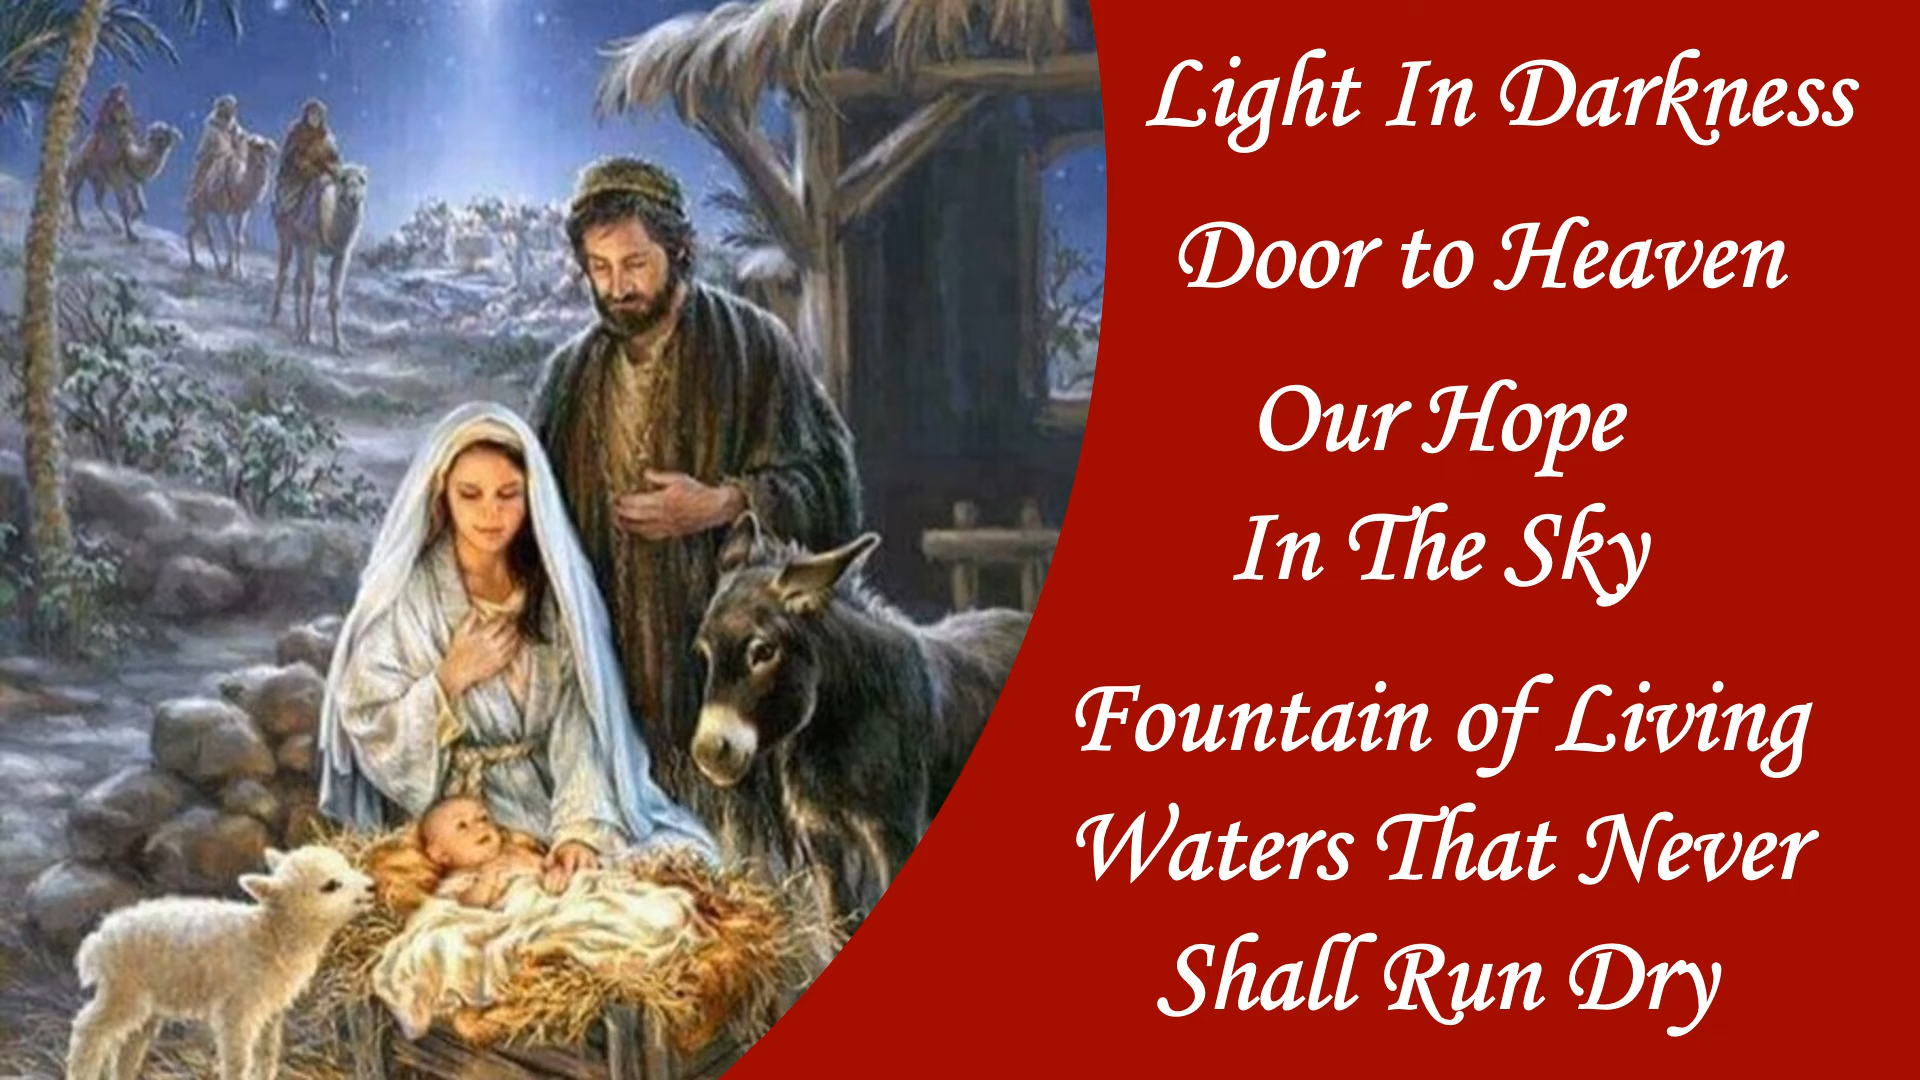 Light In Darkness
Door to Heaven
Our Hope
In The Sky
Fountain of Living
Waters That Never
Shall Run Dry